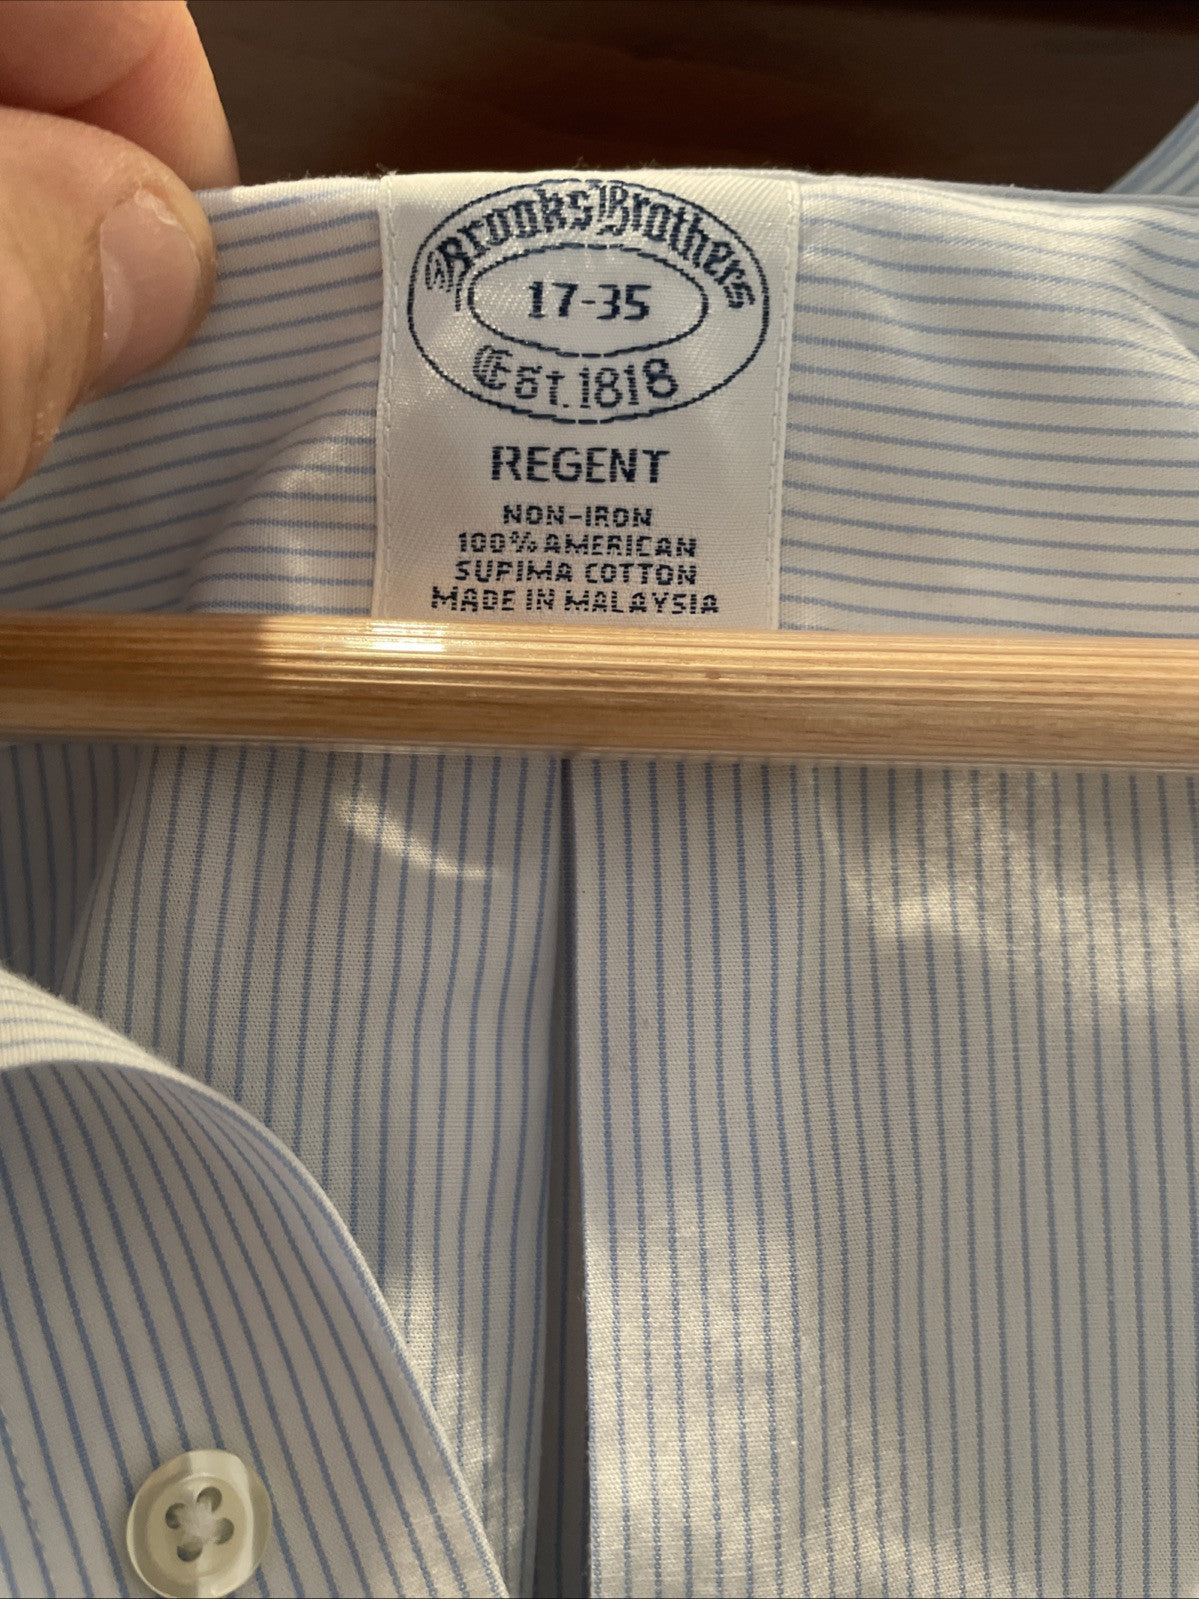 Brooks Brothers
17-35
Est. 1818
REGENT
NON-IRON
100% AMERICAN
SUPIMA COTTON
MADE IN MALAYSIA